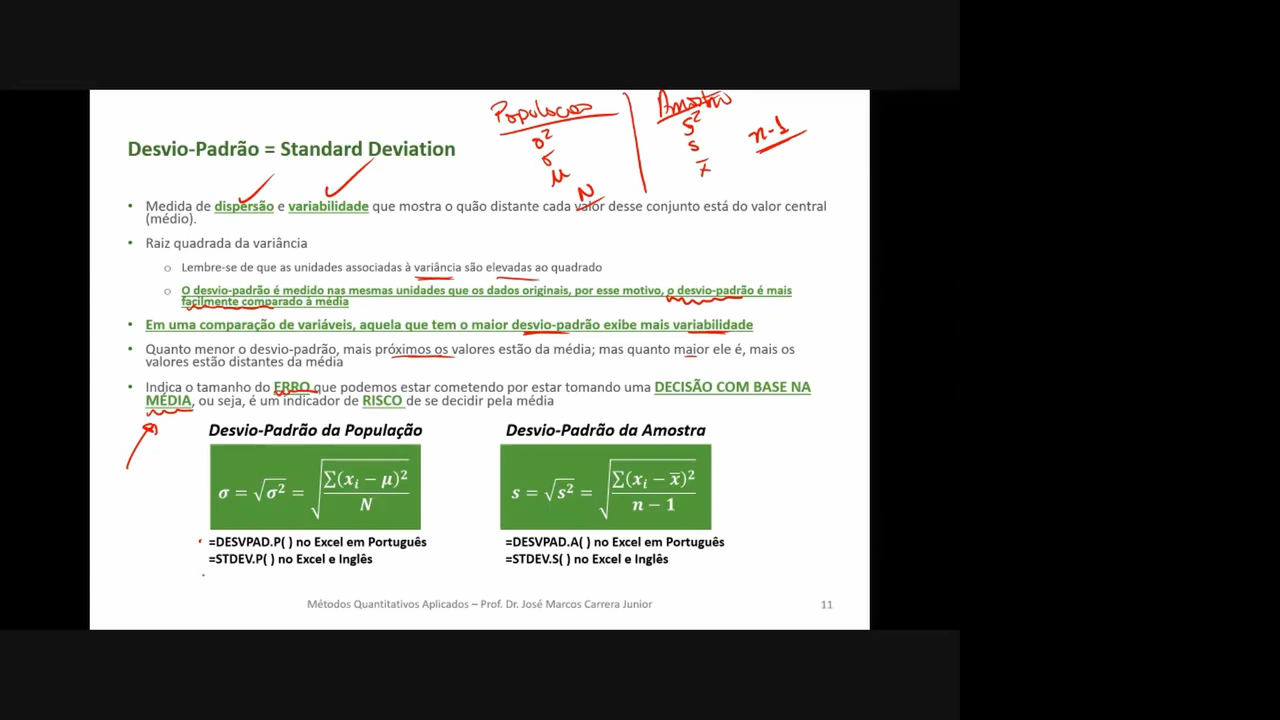 População
Amostra
σ²
σ
μ
N
S²
s
x̄
n-1
Desvio-Padrão = Standard Deviation
• Medida de dispersão e variabilidade que mostra o quão distante cada valor desse conjunto está do valor central
(médio).
• Raiz quadrada da variância
o Lembre-se de que as unidades associadas à variância são elevadas ao quadrado
o O desvio-padrão é medido nas mesmas unidades que os dados originais, por esse motivo, o desvio-padrão é mais
facilmente comparado à média
• Em uma comparação de variáveis, aquela que tem o maior desvio-padrão exibe mais variabilidade
• Quanto menor o desvio-padrão, mais próximos os valores estão da média; mas quanto maior ele é, mais os
valores estão distantes da média
• Indica o tamanho do ERRO que podemos estar cometendo por estar tomando uma DECISÃO COM BASE NA
MÉDIA, ou seja, é um indicador de RISCO de se decidir pela média
Desvio-Padrão da População
σ = √σ² = √(∑(xᵢ − μ)² / N)
=DESVPAD.P( ) no Excel em Português
=STDEV.P( ) no Excel e Inglês
Desvio-Padrão da Amostra
s = √s² = √(∑(xᵢ − x̄)² / n − 1)
=DESVPAD.A( ) no Excel em Português
=STDEV.S( ) no Excel e Inglês
Métodos Quantitativos Aplicados – Prof. Dr. José Marcos Carrera Junior
11